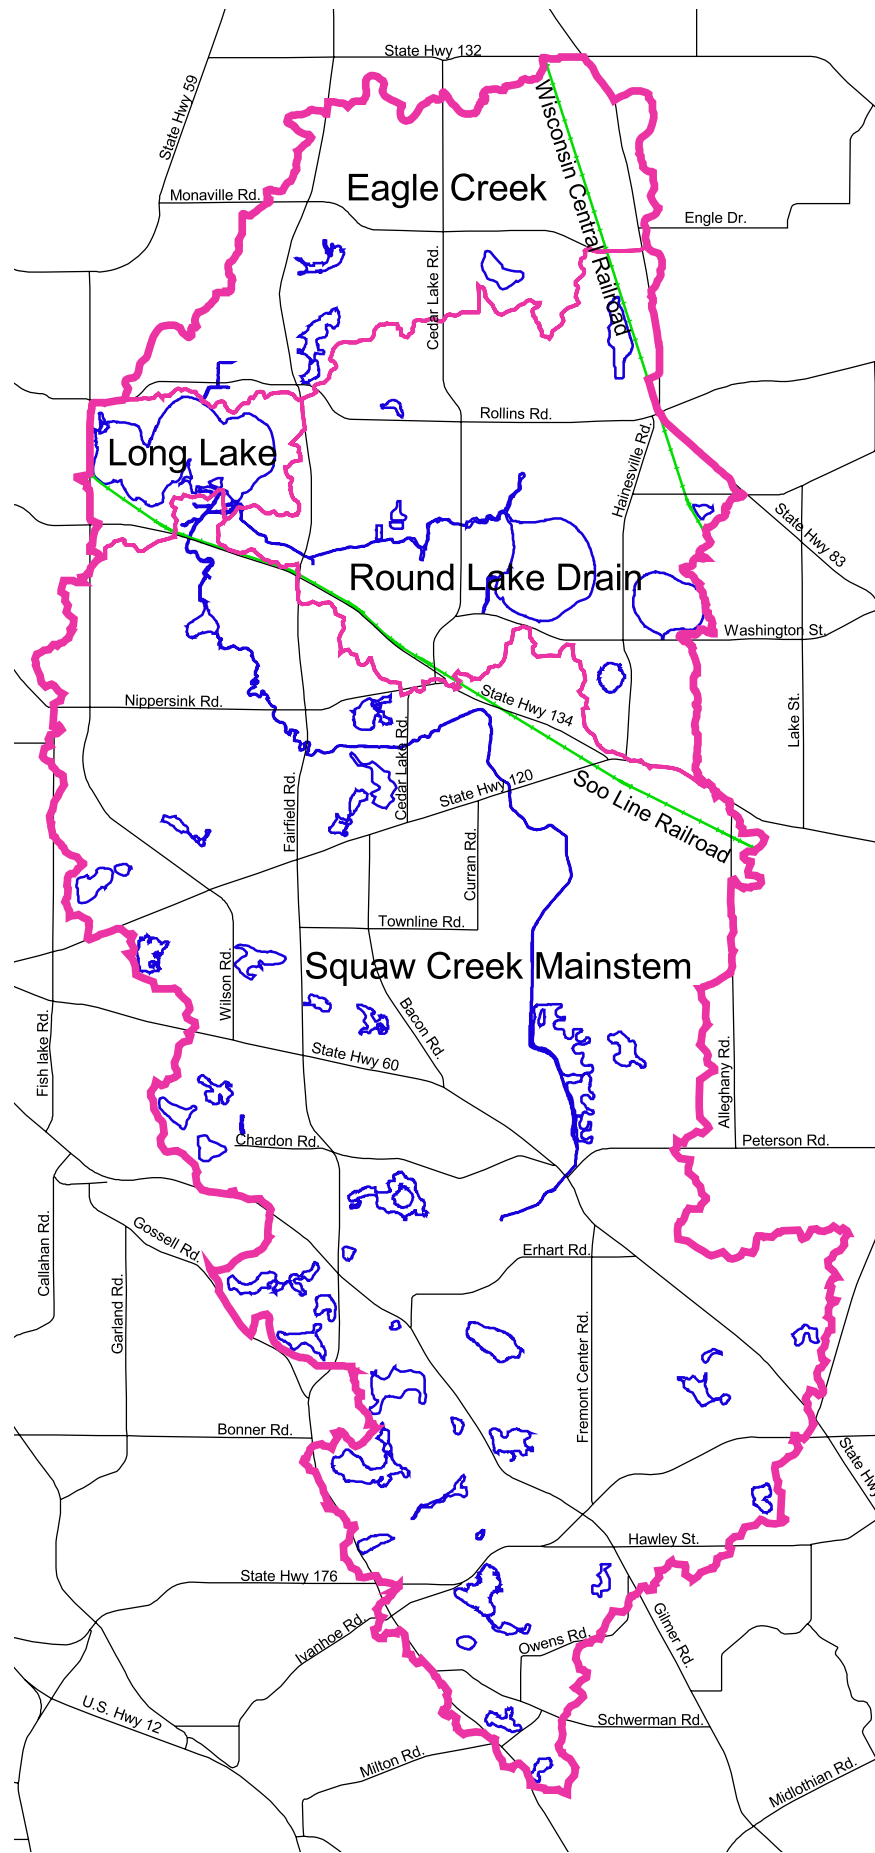 State Hwy 132
State Hwy 59
Wisconsin Central Railroad
Eagle Creek
Monaville Rd.
Engle Dr.
Cedar Lake Rd.
Rollins Rd.
Hainesville Rd.
Long Lake
State Hwy 83
Round Lake Drain
Washington St.
Nippersink Rd.
State Hwy 134
Lake St.
Cedar Lake Rd.
Fairfield Rd.
State Hwy 120
Soo Line Railroad
Curran Rd.
Townline Rd.
Squaw Creek Mainstem
Wilson Rd.
Bacon Rd.
Fish lake Rd.
State Hwy 60
Alleghany Rd.
Chardon Rd.
Peterson Rd.
Callahan Rd.
Gossell Rd.
Erhart Rd.
Garland Rd.
Fremont Center Rd.
Bonner Rd.
State Hwy
Hawley St.
State Hwy 176
Ivanhoe Rd.
Owens Rd.
Gilmer Rd.
U.S. Hwy 12
Schwerman Rd.
Milton Rd.
Midlothian Rd.